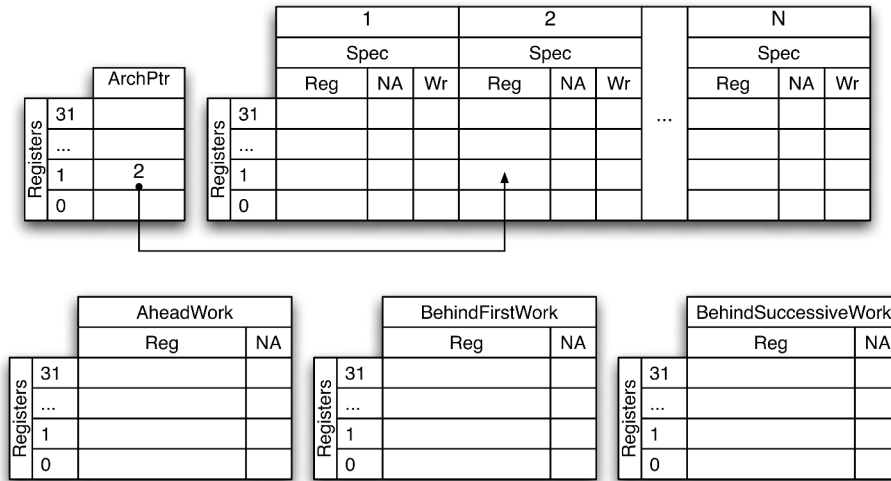 1 2 N
Spec Spec Spec
ArchPtr Reg NA Wr Reg NA Wr ... Reg NA Wr
Registers 31 Registers 31
... ...
1 2 1
0 0
AheadWork BehindFirstWork BehindSuccessiveWork
Reg NA Reg NA Reg NA
Registers 31 Registers 31 Registers 31
... ... ...
1 1 1
0 0 0